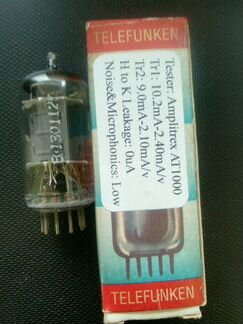 TELEFUNKEN
Tester: Amplitrex AT1000
Tr1: 10.2mA-2.40mA/v
Tr2: 9.0mA-2.10mA/v
H to K Leakage: 0uA
Noise&Microphonics: Low
TELEFUNKEN